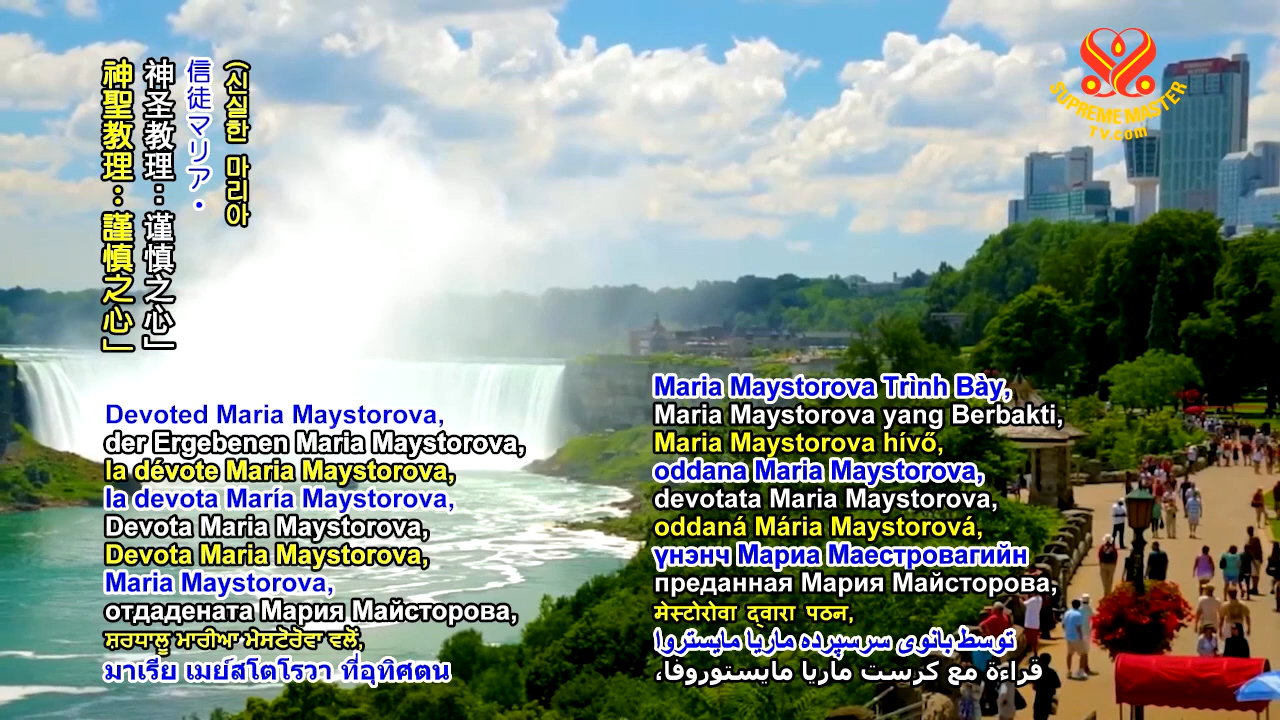 神聖教理：謹慎之心」
神圣教理：谨慎之心」
信徒マリア・
(신실한 마리아
SUPREME MASTER
TV.com
Devoted Maria Maystorova,
der Ergebenen Maria Maystorova,
la dévote Maria Maystorova,
la devota María Maystorova,
Devota Maria Maystorova,
Devota Maria Maystorova,
Maria Maystorova,
отдадената Мария Майсторова,
ਸ਼ਰਧਾਲੂ ਮਾਰੀਆ ਮੇਸਟੋਰੋਵਾ ਵਲੋਂ,
มาเรีย เมย์สโตโรวา ที่อุทิศตน
Maria Maystorova Trình Bày,
Maria Maystorova yang Berbakti,
Maria Maystorova hívő,
oddana Maria Maystorova,
devotata Maria Maystorova,
oddaná Mária Maystorová,
үнэнч Мариа Маестровагийн
преданная Мария Майсторова,
मेस्टोरोवा द्वारा पठन,
توسط بانوی سرسپرده ماریا مایستروا
قراءة مع كرست ماريا مايستوروفا،